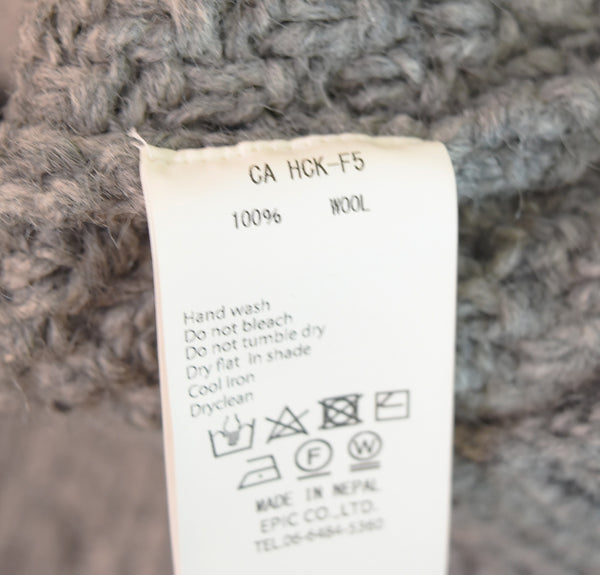 CA HCK-F5
100% WOOL
Hand wash
Do not bleach
Do not tumble dry
Dry flat in shade
Cool iron
Dryclean
F W
MADE IN NEPAL
EPIC CO.,LTD.
TEL.06-6484-5360